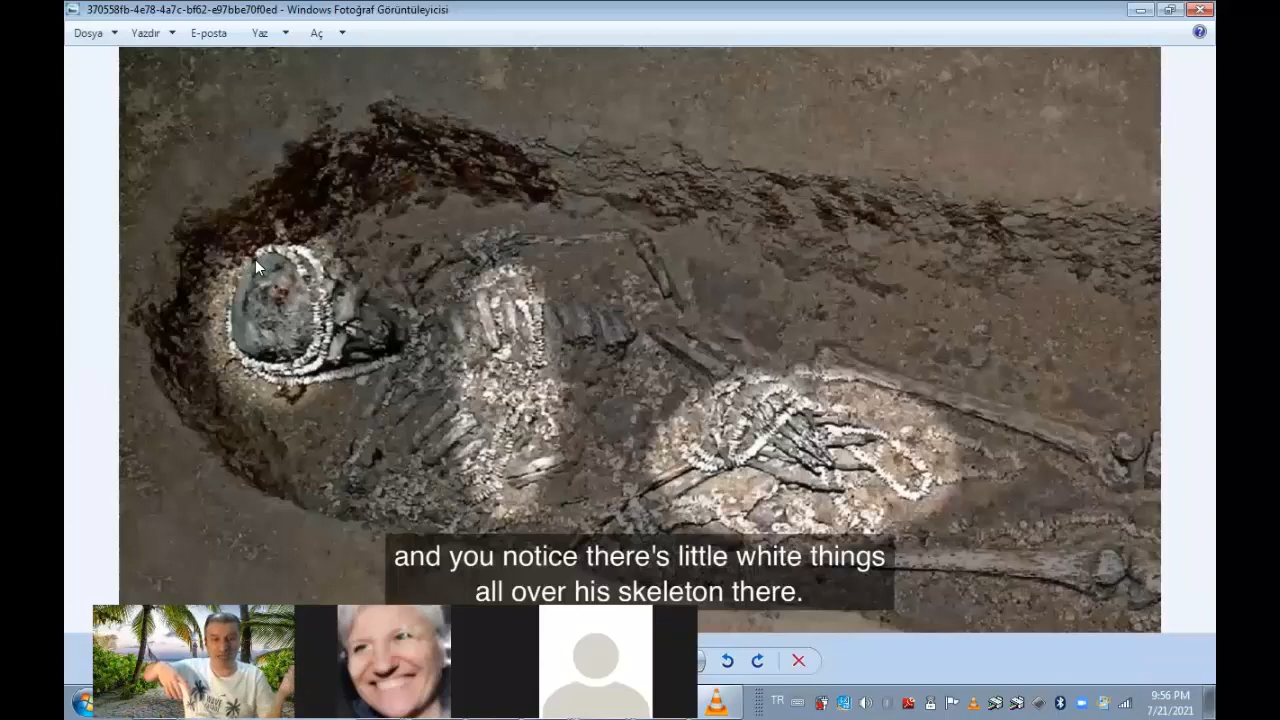 370558fb-4e78-4a7c-bf62-e97bbe70f0ed - Windows Fotoğraf Görüntüleyicisi
Dosya Yazdır E-posta Yaz Aç
and you notice there's little white things
all over his skeleton there.
TR
9:56 PM
7/21/2021